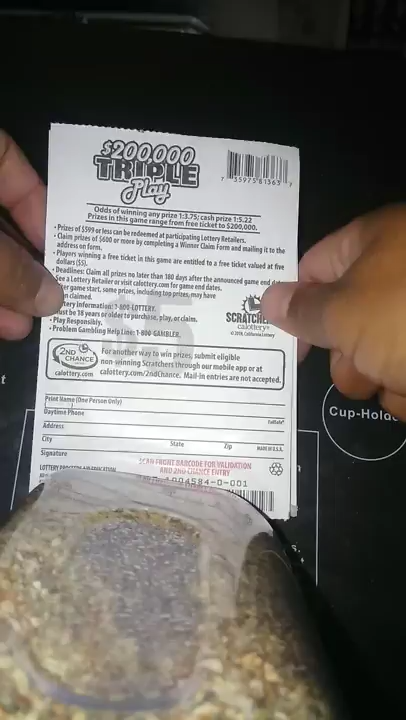 $200,000
TRIPLE
Play
7 35975 81365 7
Odds of winning any prize 1:3.75; cash prize 1:5.22
Prizes in this game range from free ticket to $200,000.
• Prizes of $599 or less can be redeemed at participating Lottery Retailers.
• Claim prizes of $600 or more by completing a Winner Claim Form and mailing it to the
address on form.
• Players winning a free ticket in this game are entitled to a free ticket valued at five
dollars ($5).
• Deadlines: Claim all prizes no later than 180 days after the announced game end
See a Lottery Retailer or visit calottery.com for game end dates.
game start, some prizes, including top prizes, may have
claimed.
Information: 1-800-LOTTERY.
be 18 years or older to purchase, play, or claim.
• Play Responsibly.
• Problem Gambling Help Line: 1-800-GAMBLER.
$5
SCRATCHE
calottery
California Lottery
2ND
CHANCE
calottery.com
For another way to win prizes, submit eligible
non-winning Scratchers through our mobile app or at
calottery.com/2ndChance. Mail-in entries are not accepted.
Print Name (One Person Only)
Daytime Phone
Address
City State Zip
MADE IN U.S.A.
Signature
SCAN FRONT BARCODE FOR VALIDATION
AND 2ND CHANCE ENTRY
LOTTERY
004584-0-001
Cup-Hold